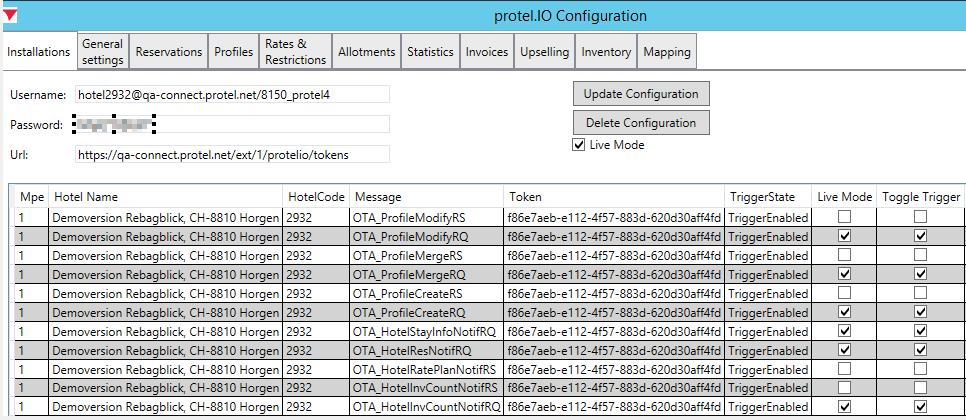 protel.IO Configuration
Installations General settings Reservations Profiles Rates & Restrictions Allotments Statistics Invoices Upselling Inventory Mapping
Username: hotel2932@qa-connect.protel.net/8150_protel4 Update Configuration
Password: Delete Configuration
Live Mode
Url: https://qa-connect.protel.net/ext/1/protelio/tokens
Mpe Hotel Name HotelCode Message Token TriggerState Live Mode Toggle Trigger
1 Demoversion Rebagblick, CH-8810 Horgen 2932 OTA_ProfileModifyRS f86e7aeb-e112-4f57-883d-620d30aff4fd TriggerEnabled
1 Demoversion Rebagblick, CH-8810 Horgen 2932 OTA_ProfileModifyRQ f86e7aeb-e112-4f57-883d-620d30aff4fd TriggerEnabled
1 Demoversion Rebagblick, CH-8810 Horgen 2932 OTA_ProfileMergeRS f86e7aeb-e112-4f57-883d-620d30aff4fd TriggerEnabled
1 Demoversion Rebagblick, CH-8810 Horgen 2932 OTA_ProfileMergeRQ f86e7aeb-e112-4f57-883d-620d30aff4fd TriggerEnabled
1 Demoversion Rebagblick, CH-8810 Horgen 2932 OTA_ProfileCreateRS f86e7aeb-e112-4f57-883d-620d30aff4fd TriggerEnabled
1 Demoversion Rebagblick, CH-8810 Horgen 2932 OTA_ProfileCreateRQ f86e7aeb-e112-4f57-883d-620d30aff4fd TriggerEnabled
1 Demoversion Rebagblick, CH-8810 Horgen 2932 OTA_HotelStayInfoNotifRQ f86e7aeb-e112-4f57-883d-620d30aff4fd TriggerEnabled
1 Demoversion Rebagblick, CH-8810 Horgen 2932 OTA_HotelResNotifRQ f86e7aeb-e112-4f57-883d-620d30aff4fd TriggerEnabled
1 Demoversion Rebagblick, CH-8810 Horgen 2932 OTA_HotelRatePlanNotifRS f86e7aeb-e112-4f57-883d-620d30aff4fd TriggerEnabled
1 Demoversion Rebagblick, CH-8810 Horgen 2932 OTA_HotelInvCountNotifRS f86e7aeb-e112-4f57-883d-620d30aff4fd TriggerEnabled
1 Demoversion Rebagblick, CH-8810 Horgen 2932 OTA_HotelInvCountNotifRQ f86e7aeb-e112-4f57-883d-620d30aff4fd TriggerEnabled